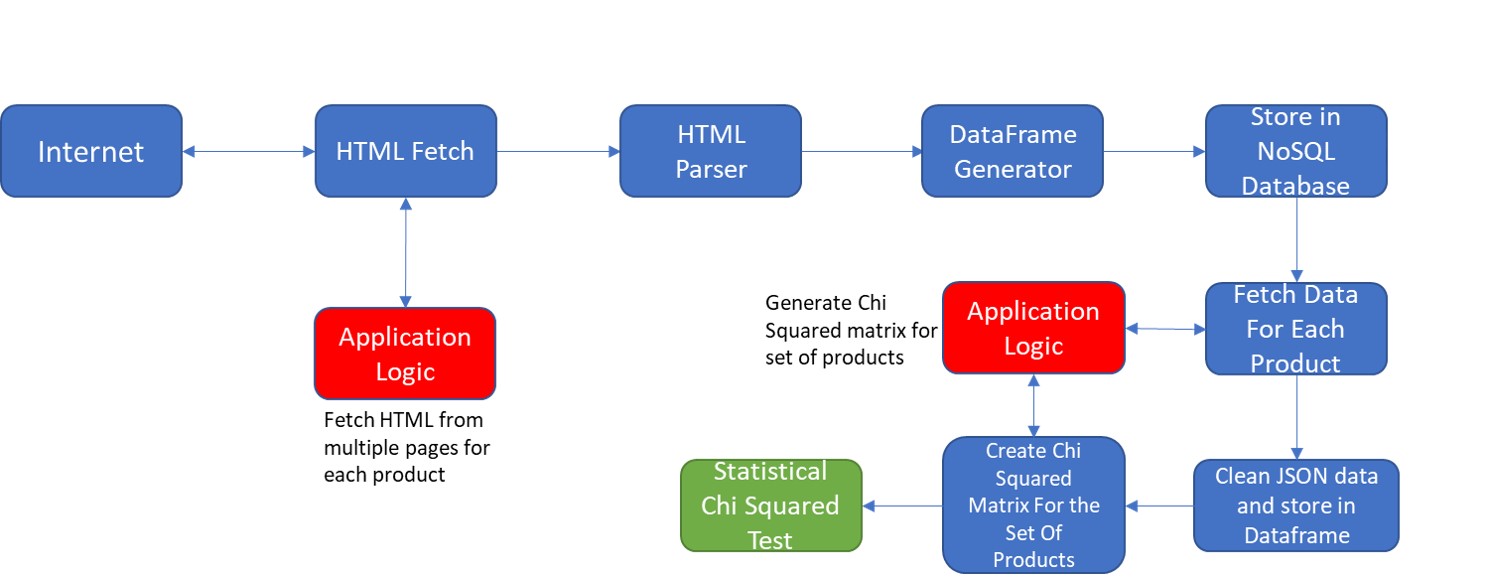 Internet
HTML Fetch
HTML
Parser
DataFrame
Generator
Store in
NoSQL
Database
Application
Logic
Fetch HTML from
multiple pages for
each product
Generate Chi
Squared matrix for
set of products
Application
Logic
Fetch Data
For Each
Product
Statistical
Chi Squared
Test
Create Chi
Squared
Matrix For the
Set Of
Products
Clean JSON data
and store in
Dataframe